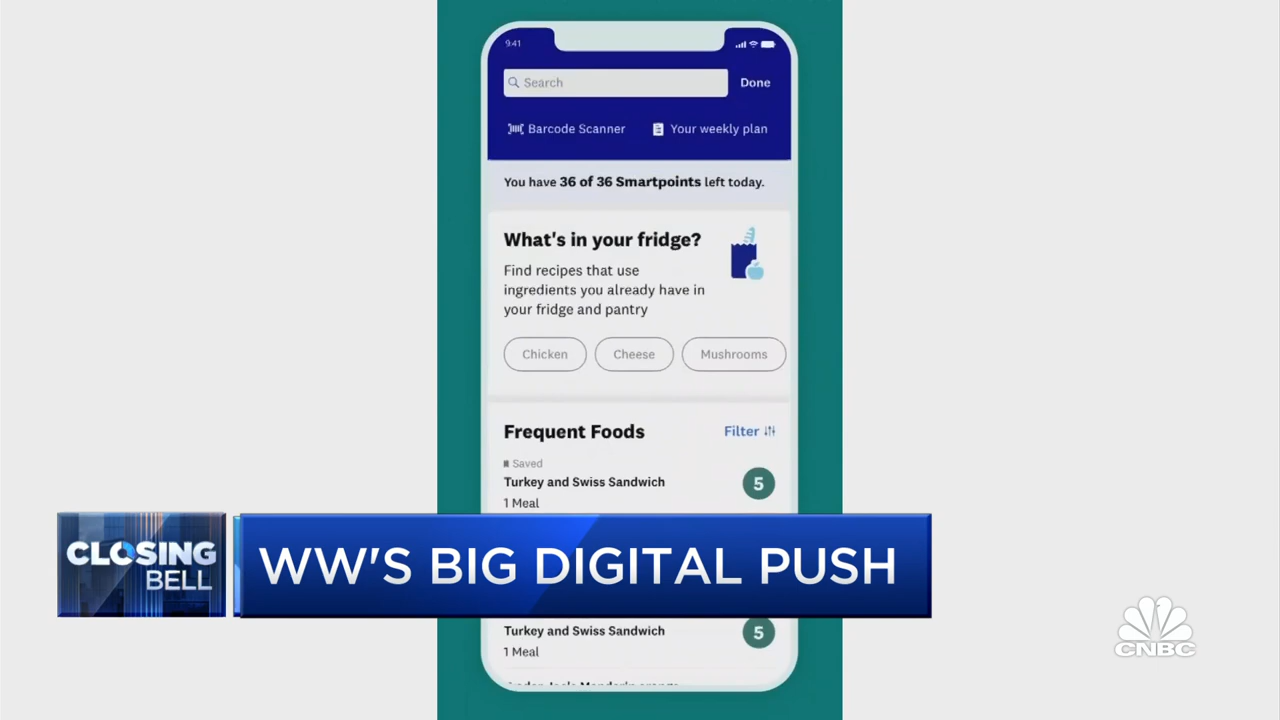 9:41
Search
Done
Barcode Scanner
Your weekly plan
You have 36 of 36 Smartpoints left today.
What's in your fridge?
Find recipes that use
ingredients you already have in
your fridge and pantry
Chicken
Cheese
Mushrooms
Frequent Foods
Filter
Saved
Turkey and Swiss Sandwich
5
1 Meal
CLOSING
BELL
WW'S BIG DIGITAL PUSH
Turkey and Swiss Sandwich
5
1 Meal
CNBC